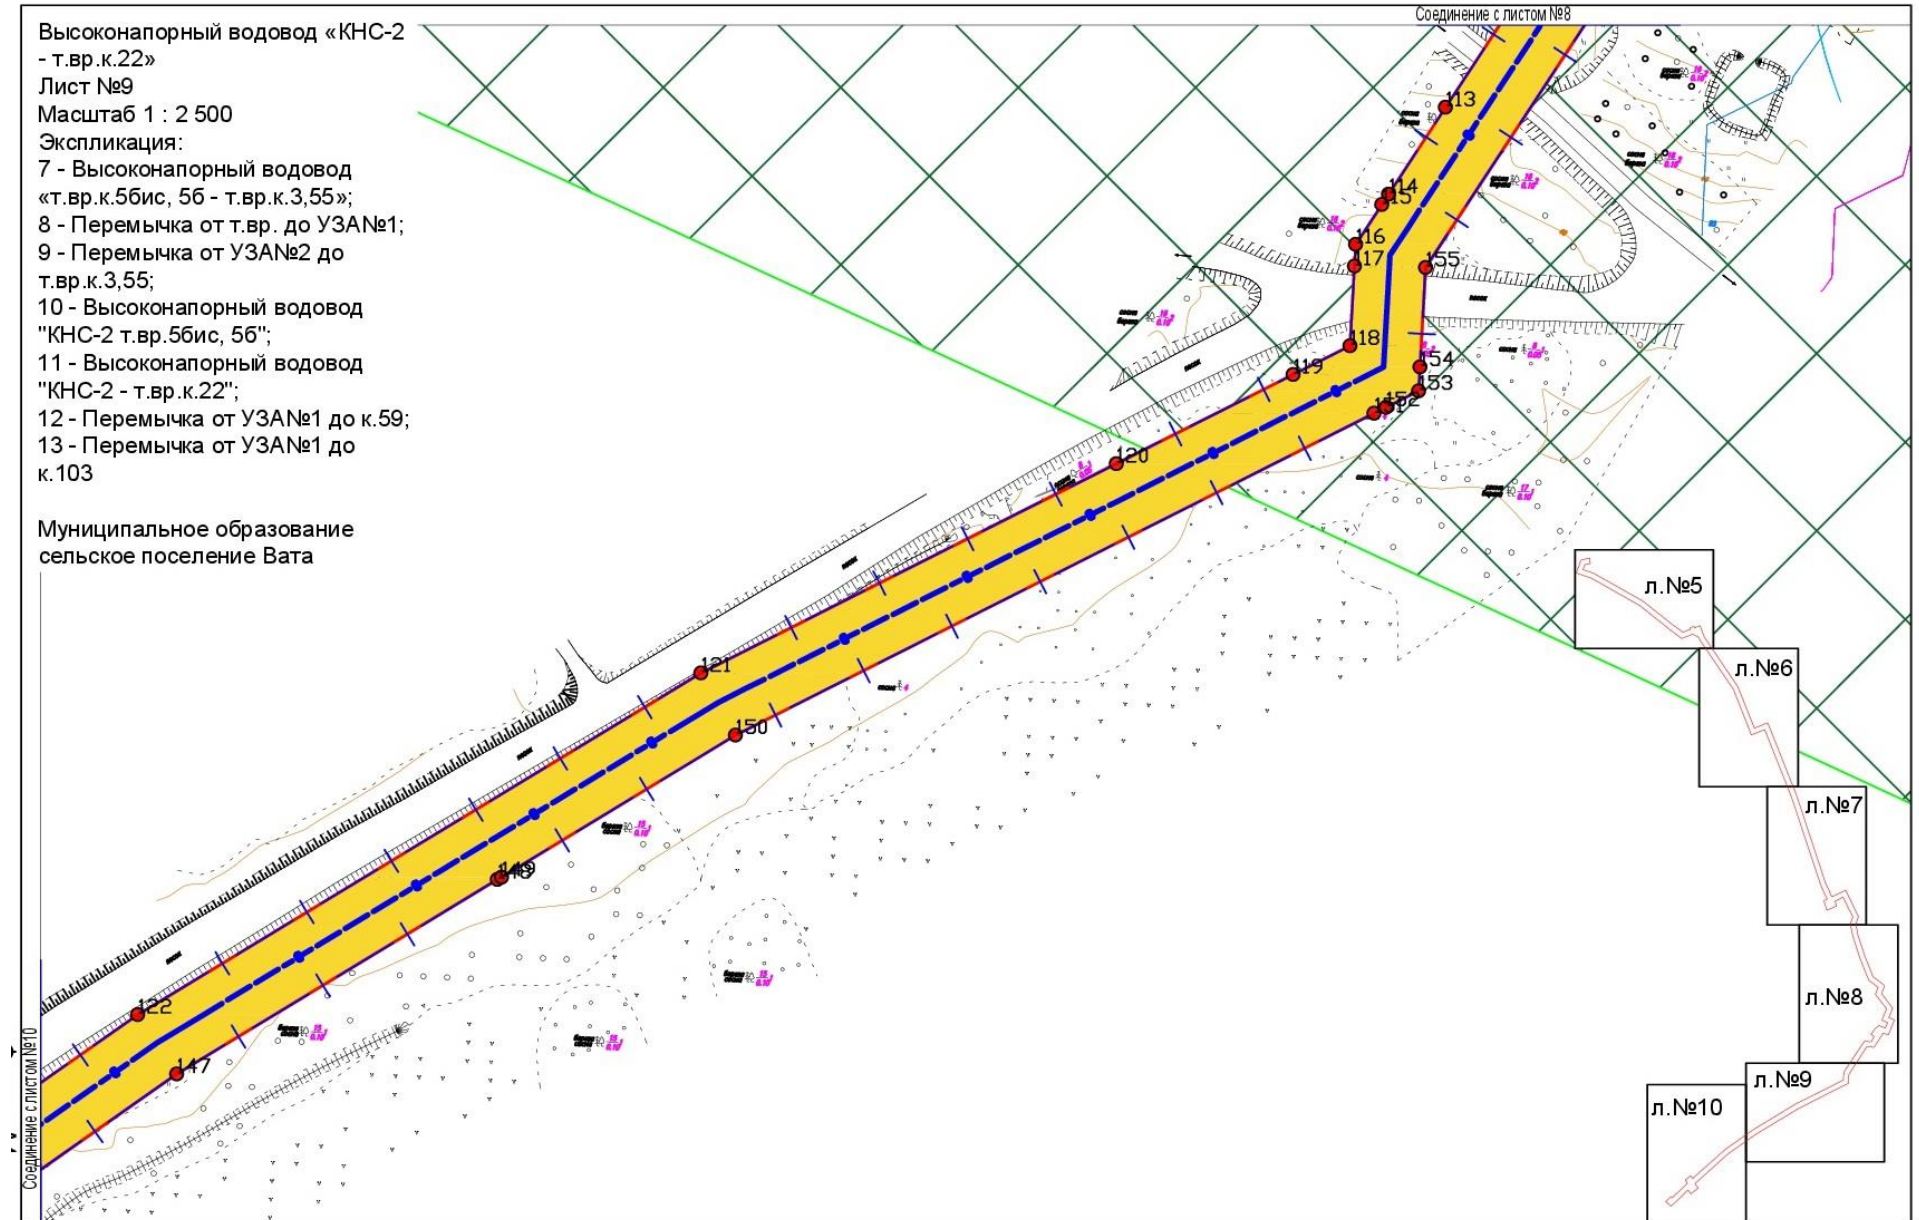 Соединение с листом №8
Высоконапорный водовод «КНС-2
- т.вр.к.22»
Лист №9
Масштаб 1 : 2 500
Экспликация:
7 - Высоконапорный водовод
«т.вр.к.5бис, 5б - т.вр.к.3,55»;
8 - Перемычка от т.вр. до УЗА№1;
9 - Перемычка от УЗА№2 до
т.вр.к.3,55;
10 - Высоконапорный водовод
"КНС-2 т.вр.5бис, 5б";
11 - Высоконапорный водовод
"КНС-2 - т.вр.к.22";
12 - Перемычка от УЗА№1 до к.59;
13 - Перемычка от УЗА№1 до
к.103
Муниципальное образование
сельское поселение Вата
113
114
116
117
155
118
154
119
153
152
120
121
150
149
122
147
л.№5
л.№6
л.№7
л.№8
л.№9
л.№10
Соединение с листом №10